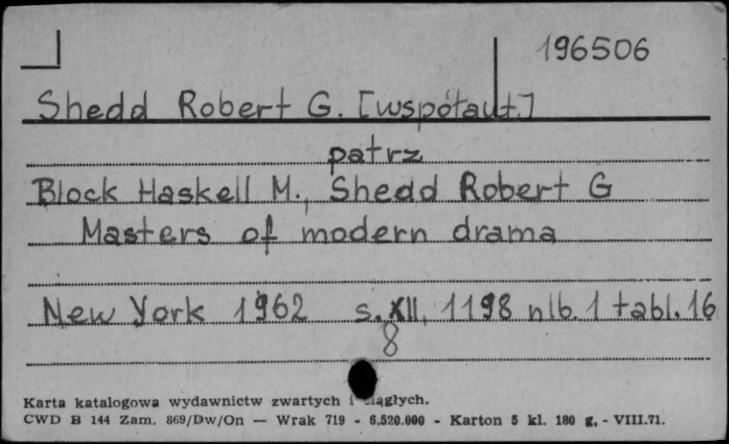 196506
Shedd Robert G. [współaut.]
patrz
Block Haskell M., Shedd Robert G
Masters of modern drama
New York 1962 s. XII, 1198 nlb. 1 tabl. 16
8
Karta katalogowa wydawnictw zwartych i ciągłych.
CWD B 144 Zam. 869/Dw/On — Wrak 719 - 6.520.000 - Karton 5 kl. 180 g, - VIII.71.